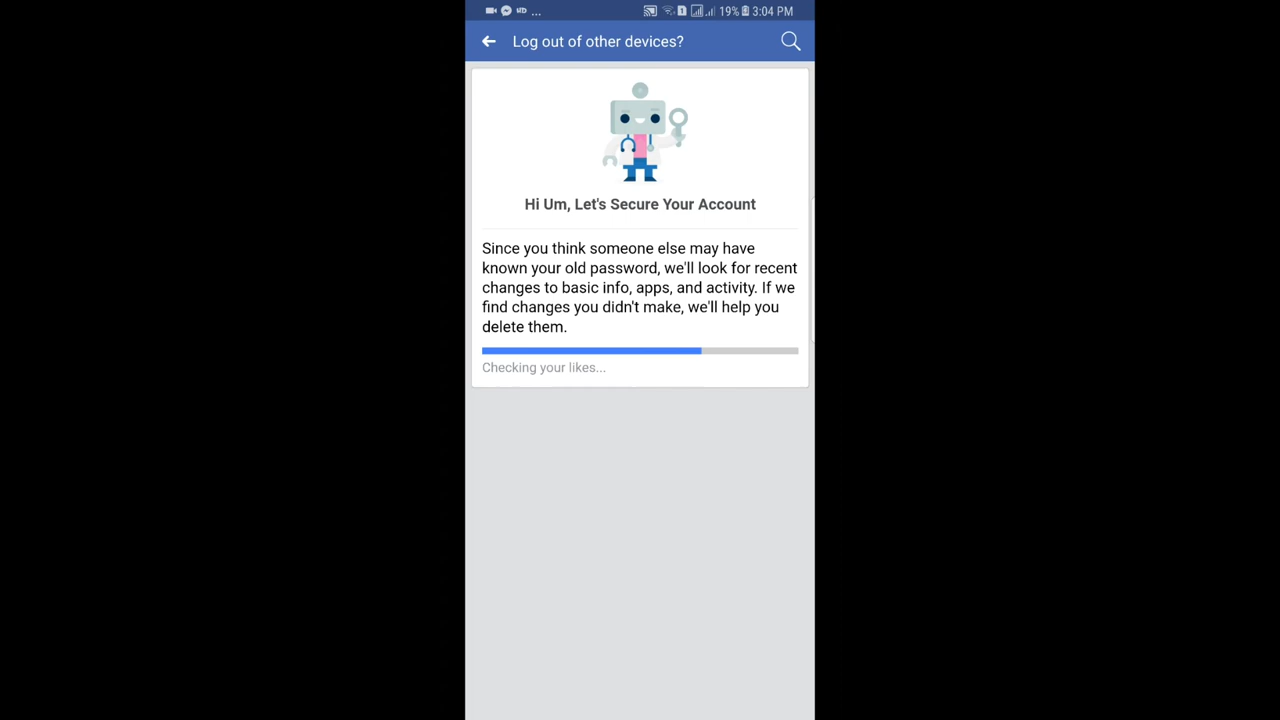 HD ... 1 19% 3:04 PM
Log out of other devices?
Hi Um, Let's Secure Your Account
Since you think someone else may have
known your old password, we'll look for recent
changes to basic info, apps, and activity. If we
find changes you didn't make, we'll help you
delete them.
Checking your likes...